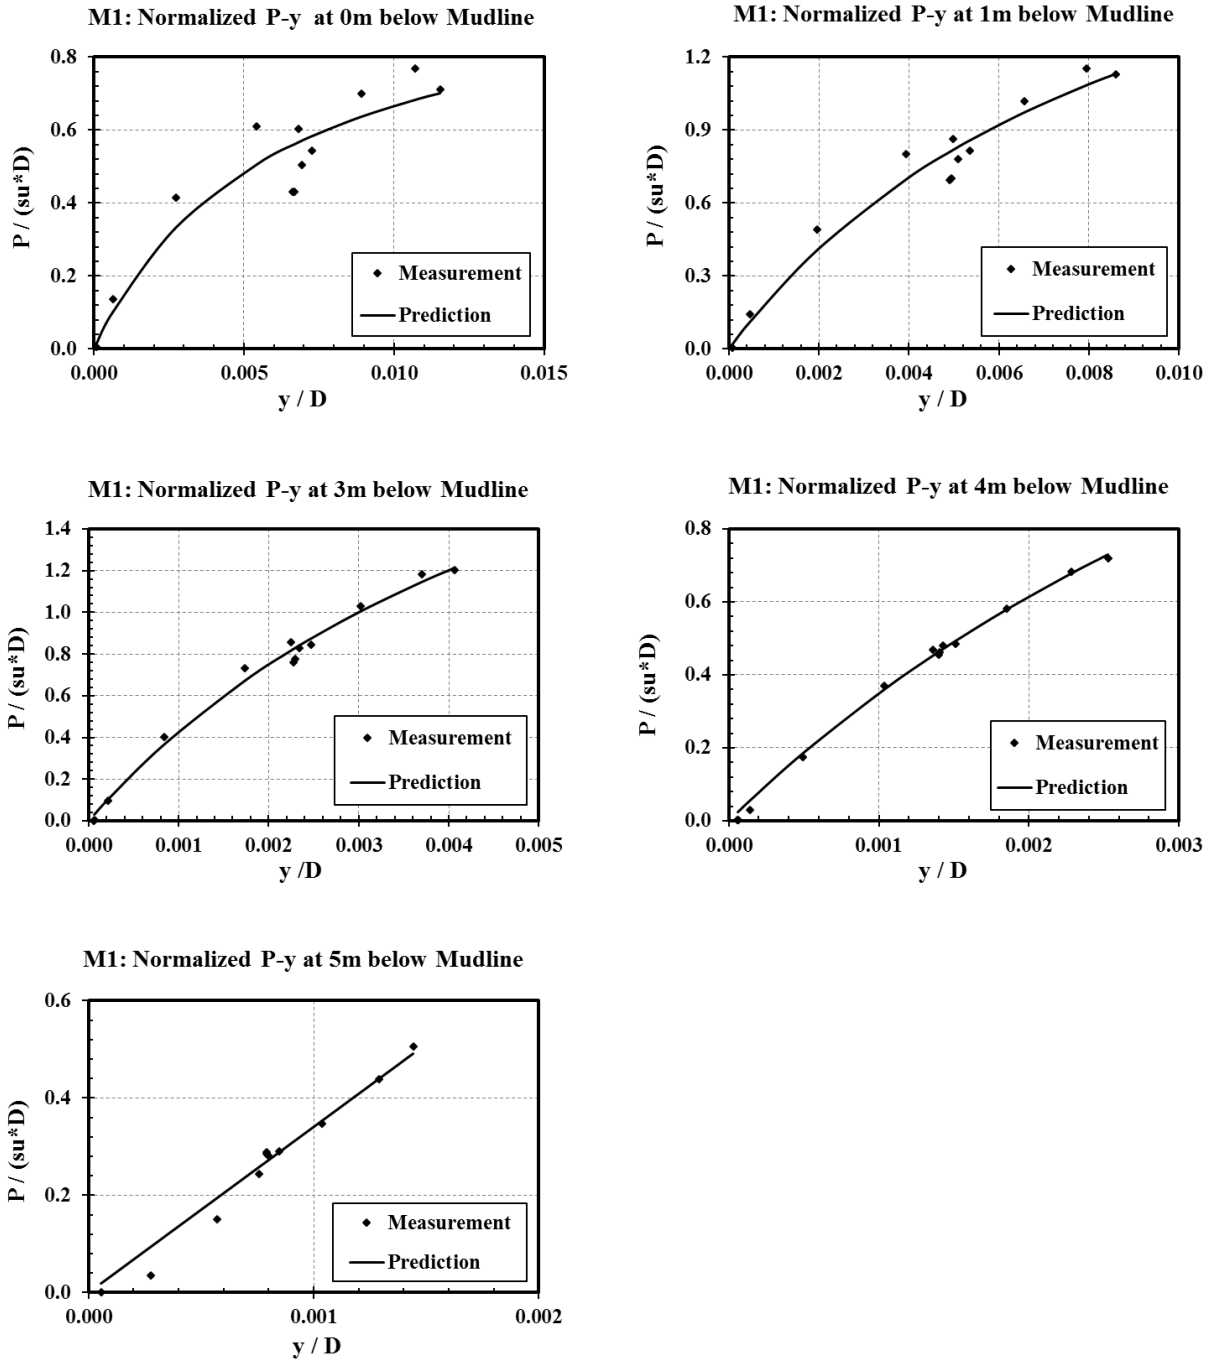 M1: Normalized P-y at 0m below Mudline
0.8
0.6
0.4
0.2
0.0
P / (su*D)
Measurement
Prediction
0.000 0.005 0.010 0.015
y / D
M1: Normalized P-y at 1m below Mudline
1.2
0.9
0.6
0.3
0.0
P / (su*D)
Measurement
Prediction
0.000 0.002 0.004 0.006 0.008 0.010
y / D
M1: Normalized P-y at 3m below Mudline
1.4
1.2
1.0
0.8
0.6
0.4
0.2
0.0
P / (su*D)
Measurement
Prediction
0.000 0.001 0.002 0.003 0.004 0.005
y /D
M1: Normalized P-y at 4m below Mudline
0.8
0.6
0.4
0.2
0.0
P / (su*D)
Measurement
Prediction
0.000 0.001 0.002 0.003
y / D
M1: Normalized P-y at 5m below Mudline
0.6
0.4
0.2
0.0
P / (su*D)
Measurement
Prediction
0.000 0.001 0.002
y / D